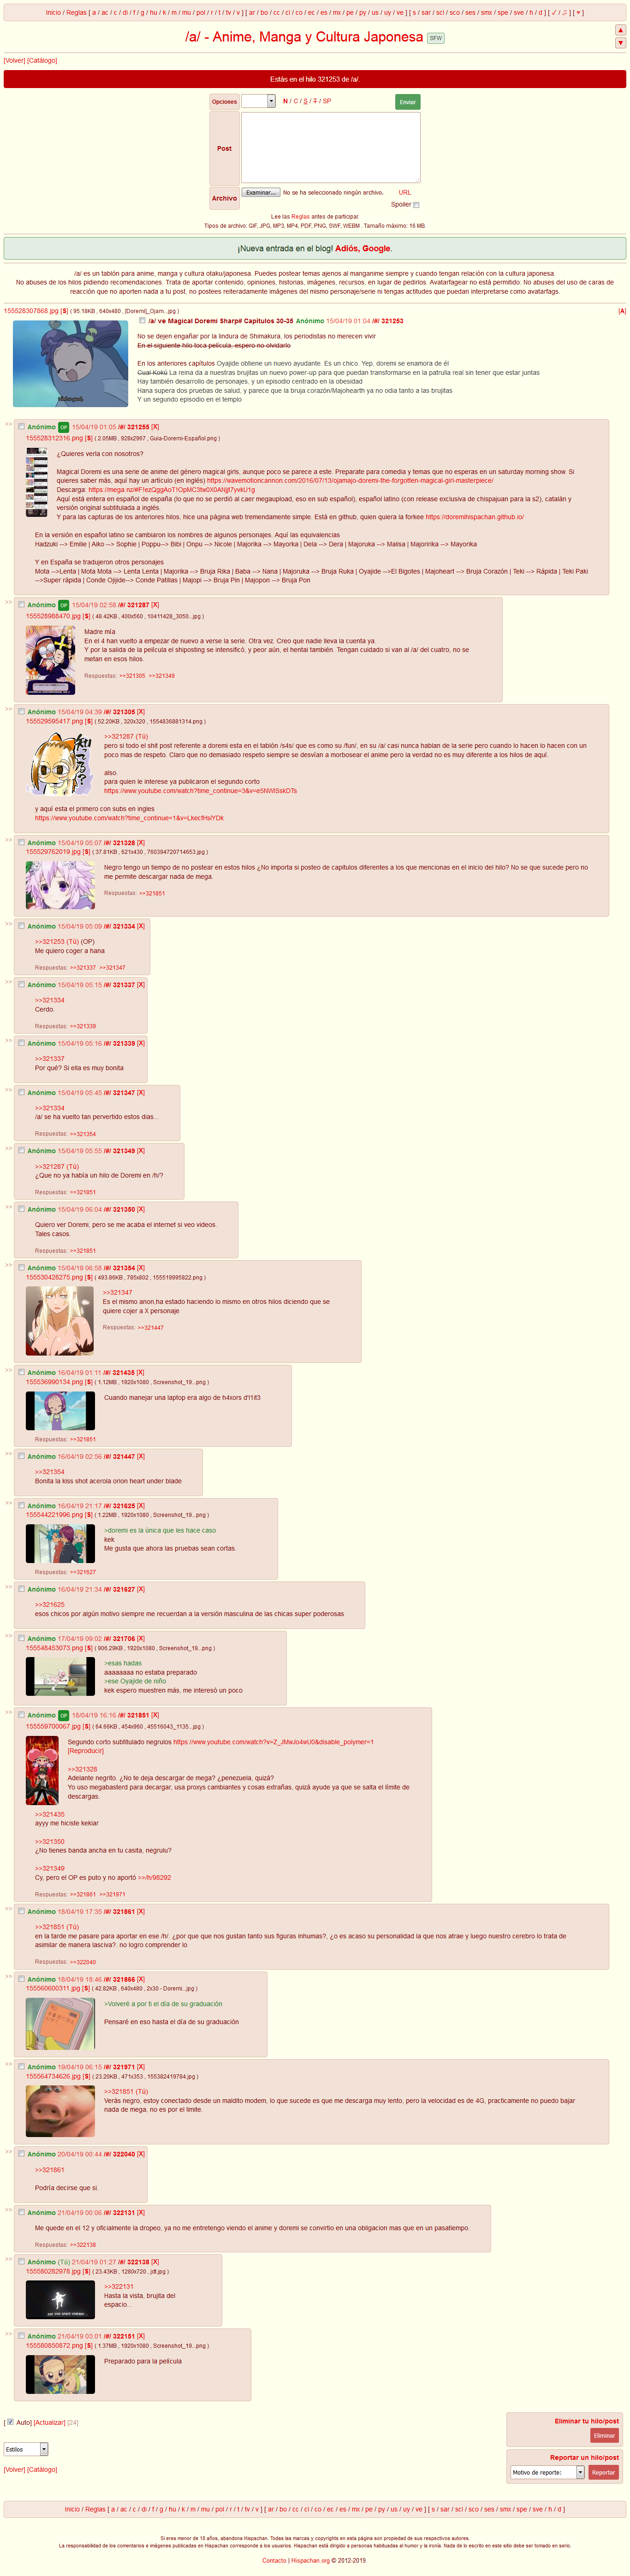 Inicio / Reglas [ a / ac / c / di / f / g / hu / k / m / mu / pol / r / t / tv / v ] [ ar / bo / cc / cl / co / ec / es / mx / pe / py / us / uy / ve ] [ s / sar / scl / sco / ses / smx / spe / sve / h / d ] [ ✓ / ♫ ] [ ♥ ]
/a/ - Anime, Manga y Cultura Japonesa SFW
[Volver] [Catálogo]
Estás en el hilo 321253 de /a/.
Opciones N / C / S / T / SP Enviar
Post
Archivo Examinar... No se ha seleccionado ningún archivo. URL
Spoiler
Lee las Reglas antes de participar.
Tipos de archivo: GIF, JPG, MP3, MP4, PDF, PNG, SWF, WEBM . Tamaño máximo: 16 MB.
¡Nueva entrada en el blog! Adiós, Google.
/a/ es un tablón para anime, manga y cultura otaku/japonesa. Puedes postear temas ajenos al manganime siempre y cuando tengan relación con la cultura japonesa.
No abuses de los hilos pidiendo recomendaciones. Trata de aportar contenido, opiniones, historias, imágenes, recursos, en lugar de pedirlos. Avatarfagear no está permitido. No abuses del uso de caras de
reacción que no aporten nada a tu post, no postees reiteradamente imágenes del mismo personaje/serie ni tengas actitudes que puedan interpretarse como avatarfags.
155528307868.jpg [S] ( 95.18KB , 640x480 , [Doremi]_Ojam...jpg ) [A]
/a/ ve Magical Doremi Sharp# Capítulos 30-35 Anónimo 15/04/19 01:04 /#/ 321253
No se dejen engañar por la lindura de Shimakura, los periodistas no merecen vivir
En el siguiente hilo toca película. espero no olvidarlo
En los anteriores capítulos Oyajide obtiene un nuevo ayudante. Es un chico. Yep, doremi se enamora de él
Cual Kokú La reina da a nuestras brujitas un nuevo power-up para que puedan transformarse en la patrulla real sin tener que estar juntas
Hay también desarrollo de personajes, y un episodio centrado en la obesidad
Hana supera dos pruebas de salud, y parece que la bruja corazón/Majohearth ya no odia tanto a las brujitas
Y un segundo episodio en el templo
>> Anónimo OP 15/04/19 01:05 /#/ 321255 [X]
155528312316.png [S] ( 2.05MB , 928x2967 , Guia-Doremi-Español.png )
¿Quieres verla con nosotros?
Magical Doremi es una serie de anime del género magical girls, aunque no se parece tanto como parece a este. Preparate para comedia y temas que no esperas en un saturday morning show. Si
quieres saber más, aquí hay un artículo (en inglés) https://wavemotioncannon.com/2016/07/13/ojamajo-doremi-the-forgotten-magical-girl-masterpiece/
Aquí está entera en español de españa (lo que no se perdió al caer megaupload, eso en sub español), español latino (con release exclusiva de chispajuan para la s2), catalán y
versión original subtitulada a inglés.
Y para las capturas de los anteriores hilos, hice una página web tremendamente simple. Está en github, quien quiera la forkee https://doremihispachan.github.io/
En la versión en español latino se cambiaron los nombres de algunos personajes. Aquí las equivalencias
Hadzuki --> Emilie | Aiko --> Sophie | Poppu--> Bibi | Onpu --> Nicole | Majorika --> Mayorka | Dela --> Dera | Majoruka --> Malisa | Majoririka --> Mayorika
Y en España se tradujeron otros personajes
Mota -->Lenta | Mota Mota --> Lenta Lenta | Majorika --> Bruja Rika | Baba --> Nana | Majoruka --> Bruja Ruka | Oyajide -->El Bigotes | Majoheart --> Bruja Corazón | Teki --> Rápida | Teki Paki
-->Super rápida | Conde Ojijide--> Conde Patillas | Majopi --> Bruja Pin | Majopon --> Bruja Pon
>> Anónimo OP 15/04/19 02:58 /#/ 321287 [X]
155528988470.jpg [S] ( 48.42KB , 400x560 , 10411428_3050...jpg )
Madre mía
En el 4 han vuelto a empezar de nuevo a verse la serie. Otra vez. Creo que nadie lleva la cuenta ya.
Y por la salida de la película el shiposting se intensificó, y peor aún, el hentai también. Tengan cuidado si van al /a/ del cuatro, no se
metan en esos hilos.
Respuestas: >>321305 >>321349
>> Anónimo 15/04/19 04:39 /#/ 321305 [X]
155529595417.png [S] ( 52.20KB , 320x320 , 1554836881314.png )
>>321287 (Tú)
pero si todo el shit post referente a doremi esta en el tablón /s4s/ que es como su /fun/, en su /a/ casi nunca hablan de la serie pero cuando lo hacen lo hacen con un
poco mas de respeto. Claro que no demasiado respeto siempre se desvían a morbosear el anime pero la verdad no es muy diferente a los hilos de aquí.
also.
para quien le interese ya publicaron el segundo corto
y aquí esta el primero con subs en ingles
>> Anónimo 15/04/19 05:07 /#/ 321328 [X]
155529762019.jpg [S] ( 37.81KB , 621x430 , 760394720714653.jpg )
Negro tengo un tiempo de no postear en estos hilos ¿No importa si posteo de capitulos diferentes a los que mencionas en el inicio del hilo? No se que sucede pero no
me permite descargar nada de mega.
Respuestas: >>321851
>> Anónimo 15/04/19 05:09 /#/ 321334 [X]
>>321253 (Tú) (OP)
Me quiero coger a hana
Respuestas: >>321337 >>321347
>> Anónimo 15/04/19 05:15 /#/ 321337 [X]
>>321334
Cerdo.
Respuestas: >>321339
>> Anónimo 15/04/19 05:16 /#/ 321339 [X]
>>321337
Por qué? Si ella es muy bonita
>> Anónimo 15/04/19 05:45 /#/ 321347 [X]
>>321334
/a/ se ha vuelto tan pervertido estos dias...
Respuestas: >>321354
>> Anónimo 15/04/19 05:55 /#/ 321349 [X]
>>321287 (Tú)
¿Que no ya había un hilo de Doremi en /h/?
Respuestas: >>321851
>> Anónimo 15/04/19 06:04 /#/ 321350 [X]
Quiero ver Doremi, pero se me acaba el internet si veo videos.
Tales casos.
Respuestas: >>321851
>> Anónimo 15/04/19 06:58 /#/ 321354 [X]
155530428275.png [S] ( 493.86KB , 785x802 , 155519995822.png )
>>321347
Es el mismo anon,ha estado haciendo lo mismo en otros hilos diciendo que se
quiere cojer a X personaje
Respuestas: >>321447
>> Anónimo 16/04/19 01:11 /#/ 321435 [X]
155536990134.png [S] ( 1.12MB , 1920x1080 , Screenshot_19...png )
Cuando manejar una laptop era algo de h4xors d1fí83
Respuestas: >>321851
>> Anónimo 16/04/19 02:56 /#/ 321447 [X]
>>321354
Bonita la kiss shot acerola orion heart under blade
>> Anónimo 16/04/19 21:17 /#/ 321625 [X]
155544221996.png [S] ( 1.22MB , 1920x1080 , Screenshot_19...png )
>doremi es la única que les hace caso
kek
Me gusta que ahora las pruebas sean cortas.
Respuestas: >>321627
>> Anónimo 16/04/19 21:34 /#/ 321627 [X]
>>321625
esos chicos por algún motivo siempre me recuerdan a la versión masculina de las chicas super poderosas
>> Anónimo 17/04/19 09:02 /#/ 321706 [X]
155548453073.png [S] ( 906.29KB , 1920x1080 , Screenshot_19...png )
>esas hadas
aaaaaaaa no estaba preparado
>ese Oyajide de niño
kek espero muestren más, me interesó un poco
>> Anónimo OP 18/04/19 16:16 /#/ 321851 [X]
155559700067.jpg [S] ( 64.66KB , 454x960 , 45516043_1135...jpg )
Segundo corto subtitulado negrulos https://www.youtube.com/watch?v=Z_JMwJo4wU0&disable_polymer=1
[Reproducir]
>>321328
Adelante negrito. ¿No te deja descargar de mega? ¿penezuela, quizá?
Yo uso megabasterd para decargar, usa proxys cambiantes y cosas extrañas, quizá ayude ya que se salta el límite de
descargas.
>>321435
ayyy me hiciste kekiar
>>321350
¿No tienes banda ancha en tu casita, negrulu?
>>321349
Cy, pero el OP es puto y no aportó >>/h/98292
Respuestas: >>321861 >>321971
>> Anónimo 18/04/19 17:35 /#/ 321861 [X]
>>321851 (Tú)
en la tarde me pasare para aportar en ese /h/. ¿por que que nos gustan tanto sus figuras inhumas?, ¿o es acaso su personalidad la que nos atrae y luego nuestro cerebro lo trata de
asimilar de manera lasciva?. no logro comprender lo
Respuestas: >>322040
>> Anónimo 18/04/19 18:46 /#/ 321866 [X]
155560600311.jpg [S] ( 42.82KB , 640x480 , 2x30 - Doremi...jpg )
>Volveré a por ti el día de su graduación
Pensaré en eso hasta el día de su graduación
>> Anónimo 19/04/19 06:15 /#/ 321971 [X]
155564734626.jpg [S] ( 23.20KB , 471x353 , 155382419784.jpg )
>>321851 (Tú)
Verás negro, estoy conectado desde un maldito modem, lo que sucede es que me descarga muy lento, pero la velocidad es de 4G, practicamente no puedo bajar
nada de mega, no es por el limite.
>> Anónimo 20/04/19 00:44 /#/ 322040 [X]
>>321861
Podría decirse que si.
>> Anónimo 21/04/19 00:06 /#/ 322131 [X]
Me quede en el 12 y oficialmente la dropeo, ya no me entretengo viendo el anime y doremi se convirtio en una obligacion mas que en un pasatiempo.
Respuestas: >>322138
>> Anónimo (Tú) 21/04/19 01:27 /#/ 322138 [X]
155580282978.jpg [S] ( 23.43KB , 1280x720 , jdt.jpg )
>>322131
Hasta la vista, brujita del
espacio...
>> Anónimo 21/04/19 03:01 /#/ 322151 [X]
155580850872.png [S] ( 1.37MB , 1920x1080 , Screenshot_19...png )
Preparado para la película
[ Auto] [Actualizar] [24]
Eliminar tu hilo/post
Eliminar
Estilos
Reportar un hilo/post
Motivo de reporte: Reportar
[Volver] [Catálogo]
Inicio / Reglas [ a / ac / c / di / f / g / hu / k / m / mu / pol / r / t / tv / v ] [ ar / bo / cc / cl / co / ec / es / mx / pe / py / us / uy / ve ] [ s / sar / scl / sco / ses / smx / spe / sve / h / d ]
Si eres menor de 18 años, abandona Hispachan. Todas las marcas y copyrights en esta página son propiedad de sus respectivos autores.
La responsabilidad de los comentarios e imágenes publicadas en Hispachan corresponde únicamente a los usuarios. Hispachan está dirigido a personas habituadas al humor y la ironía. Nada de lo escrito en este sitio debe ser tomado en serio.
Contacto | Hispachan.org © 2012-2019.